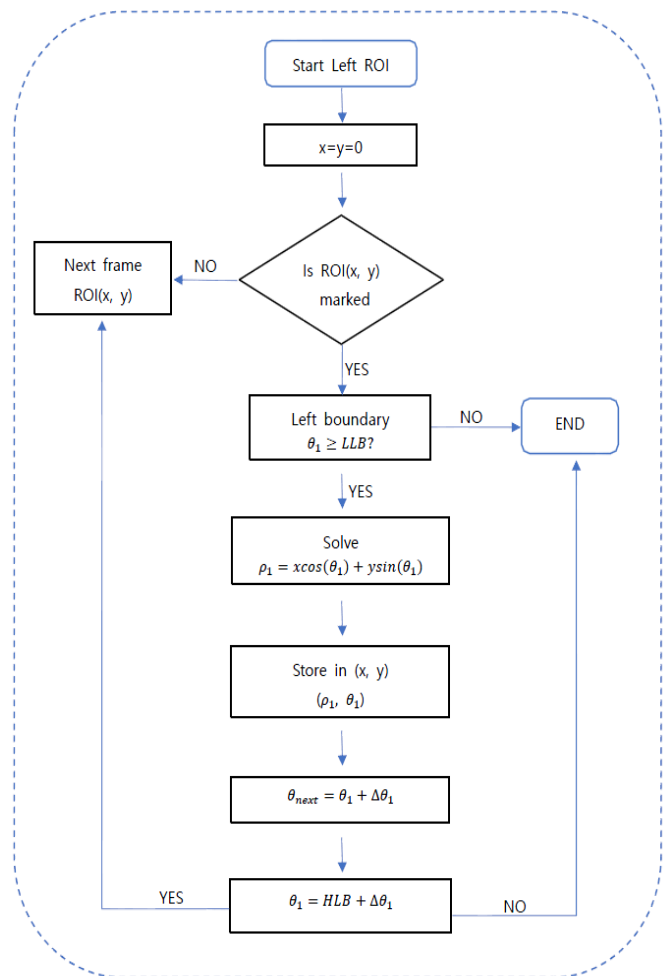 Start Left ROI
x=y=0
Is ROI(x, y)
marked
NO
Next frame
ROI(x, y)
YES
Left boundary
θ₁ ≥ LLB?
NO
END
YES
Solve
ρ₁ = xcos(θ₁) + ysin(θ₁)
Store in (x, y)
(ρ₁, θ₁)
θₙₑₓₜ = θ₁ + Δθ₁
θ₁ = HLB + Δθ₁
YES
NO